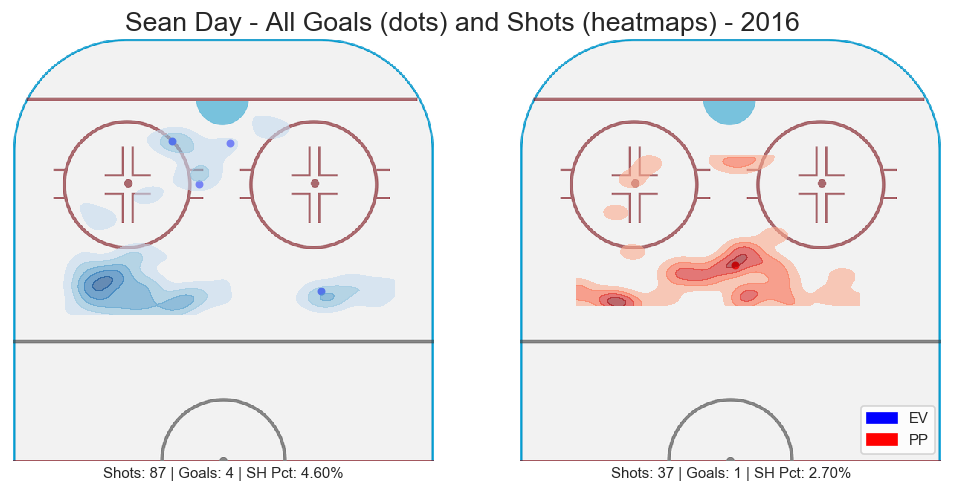 Sean Day - All Goals (dots) and Shots (heatmaps) - 2016
EV
PP
Shots: 87 | Goals: 4 | SH Pct: 4.60%
Shots: 37 | Goals: 1 | SH Pct: 2.70%